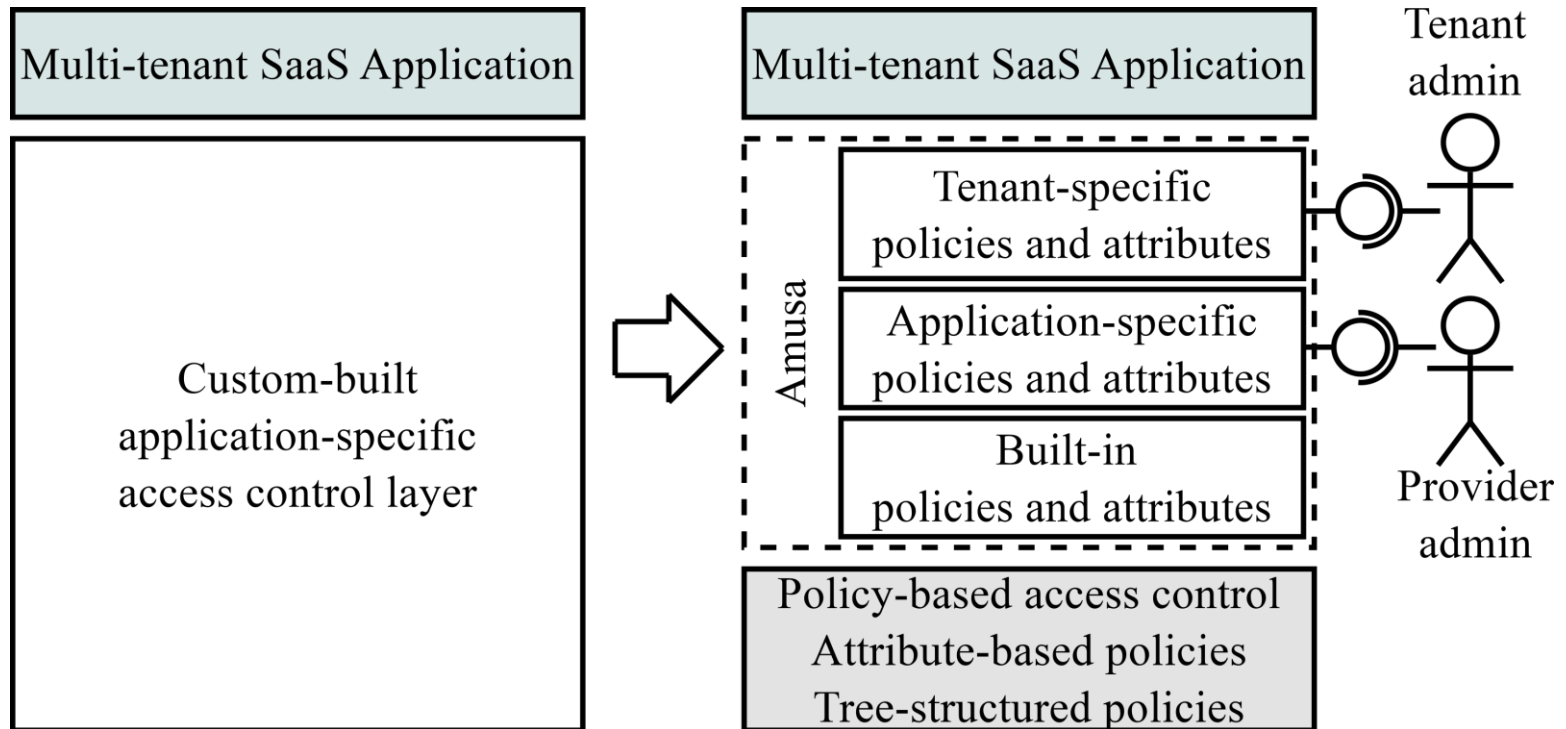 Multi-tenant SaaS Application
Custom-built
application-specific
access control layer
Multi-tenant SaaS Application
Amusa
Tenant-specific
policies and attributes
Application-specific
policies and attributes
Built-in
policies and attributes
Policy-based access control
Attribute-based policies
Tree-structured policies
Tenant
admin
Provider
admin